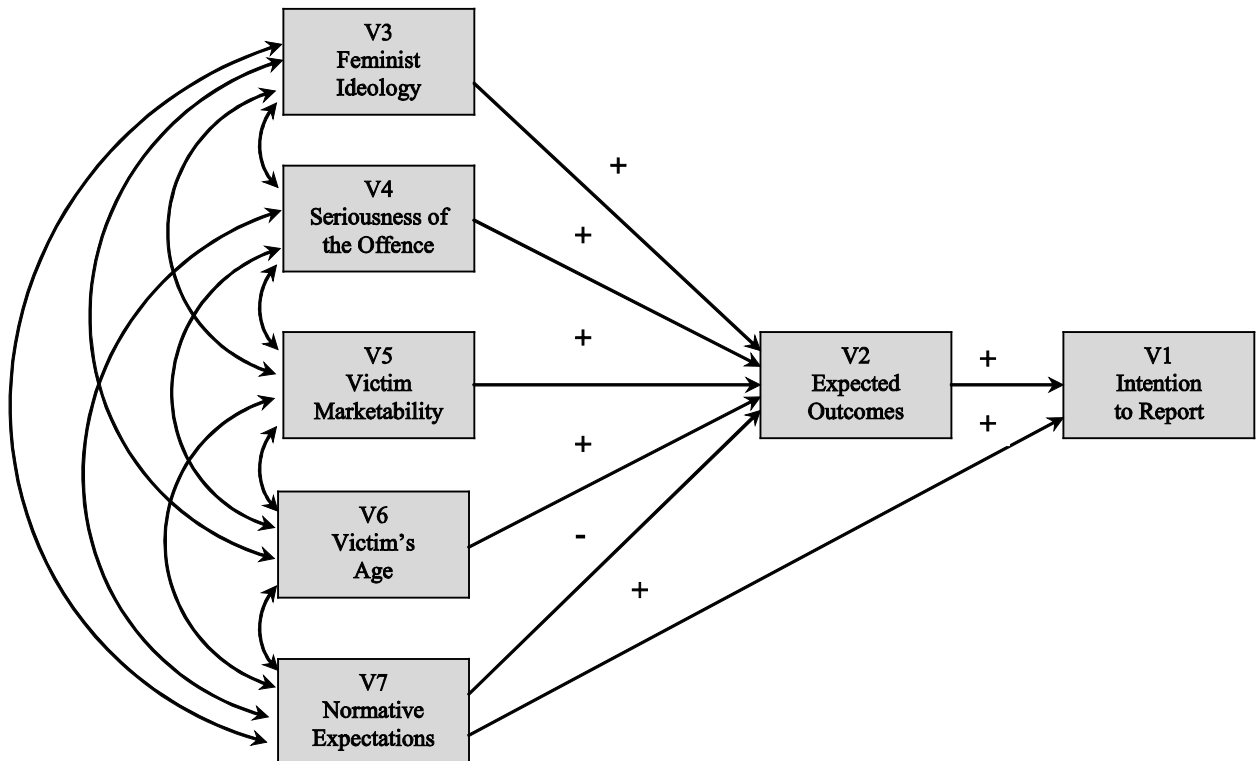 V3
Feminist
Ideology
+
V4
Seriousness of
the Offence
+
V5
Victim
Marketability
+
V2
Expected
Outcomes
+
+
V1
Intention
to Report
V6
Victim’s
Age
+
-
+
V7
Normative
Expectations